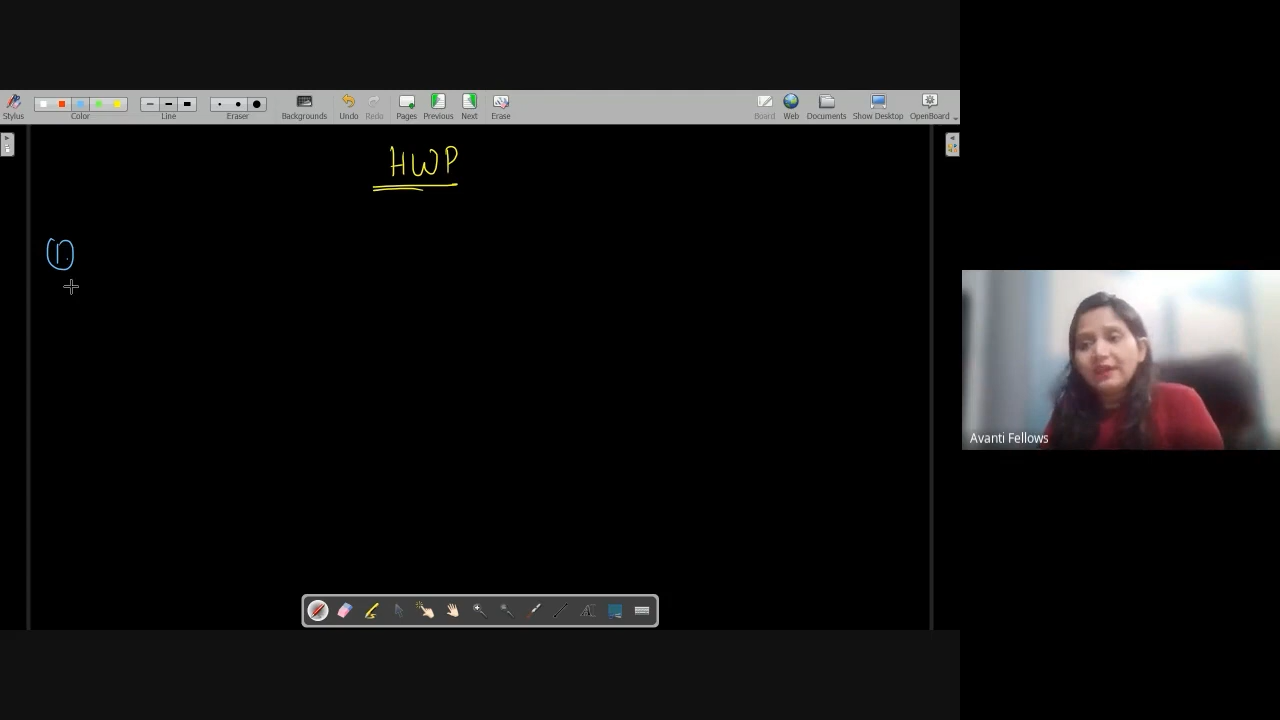 Stylus
Color
Line
Eraser
Backgrounds
Undo
Redo
Pages
Previous
Next
Erase
Board
Web
Documents
Show Desktop
OpenBoard
HWP
1.
Avanti Fellows